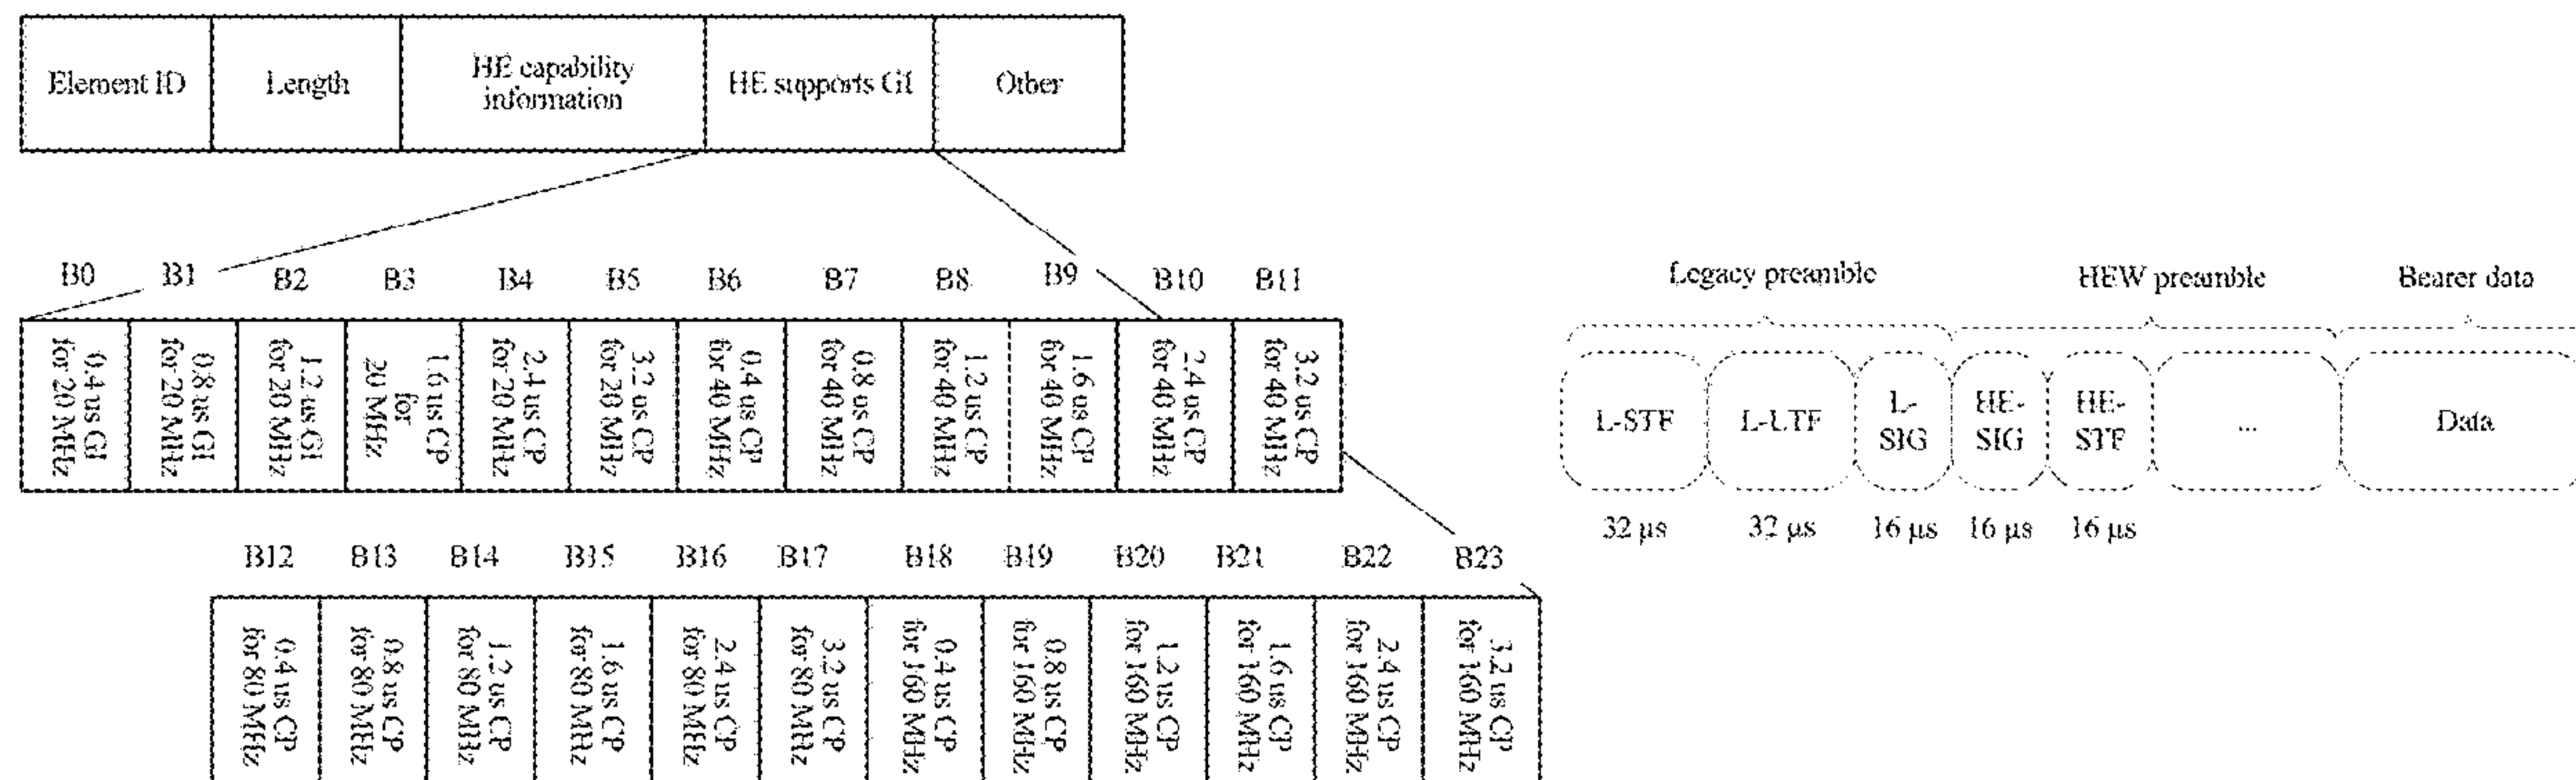 Element ID
Length
HE capability
information
HE supports GI
Other
B0
B1
B2
B3
B4
B5
B6
B7
B8
B9
B10
B11
0.4 us GI
for 20 MHz
0.8 us GI
for 20 MHz
1.2 us GI
for 20 MHz
1.6 us CP
for
20 MHz
2.4 us CP
for 20 MHz
3.2 us CP
for 20 MHz
0.4 us CP
for 40 MHz
0.8 us CP
for 40 MHz
1.2 us CP
for 40 MHz
1.6 us CP
for 40 MHz
2.4 us CP
for 40 MHz
3.2 us CP
for 40 MHz
B12
B13
B14
B15
B16
B17
B18
B19
B20
B21
B22
B23
0.4 us CP
for 80 MHz
0.8 us CP
for 80 MHz
1.2 us CP
for 80 MHz
1.6 us CP
for 80 MHz
2.4 us CP
for 80 MHz
3.2 us CP
for 80 MHz
0.4 us CP
for 160 MHz
0.8 us CP
for 160 MHz
1.2 us CP
for 160 MHz
1.6 us CP
for 160 MHz
2.4 us CP
for 160 MHz
3.2 us CP
for 160 MHz
Legacy preamble
HEW preamble
Bearer data
L-STF
L-LTF
L-
SIG
HE-
SIG
HE-
STF
...
Data
32 μs
32 μs
16 μs
16 μs
16 μs